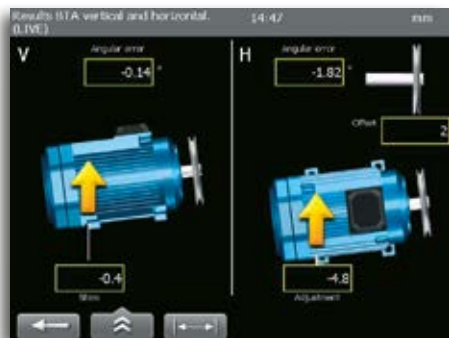 Results BTA vertical and horizontal.
(LIVE)
14:47
mm
V
Angular error
-0.14 °
H
Angular error
-1.82 °
Offset
2
-0.4
Shim
-4.8
Adjustment